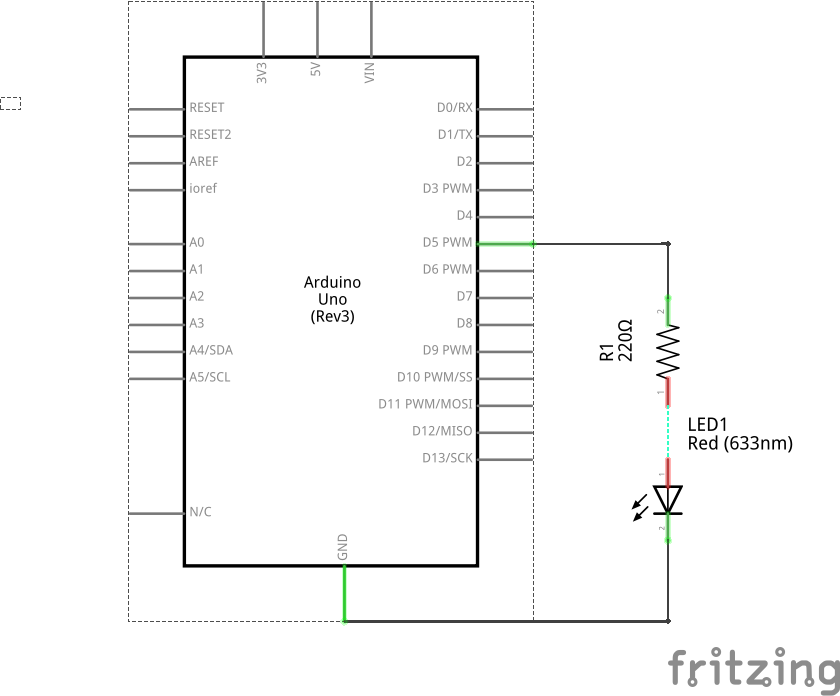 3V3
5V
VIN
RESET
RESET2
AREF
ioref
A0
A1
A2
A3
A4/SDA
A5/SCL
N/C
Arduino
Uno
(Rev3)
D0/RX
D1/TX
D2
D3 PWM
D4
D5 PWM
D6 PWM
D7
D8
D9 PWM
D10 PWM/SS
D11 PWM/MOSI
D12/MISO
D13/SCK
GND
2
R1
220Ω
1
LED1
Red (633nm)
1
2
fritzing